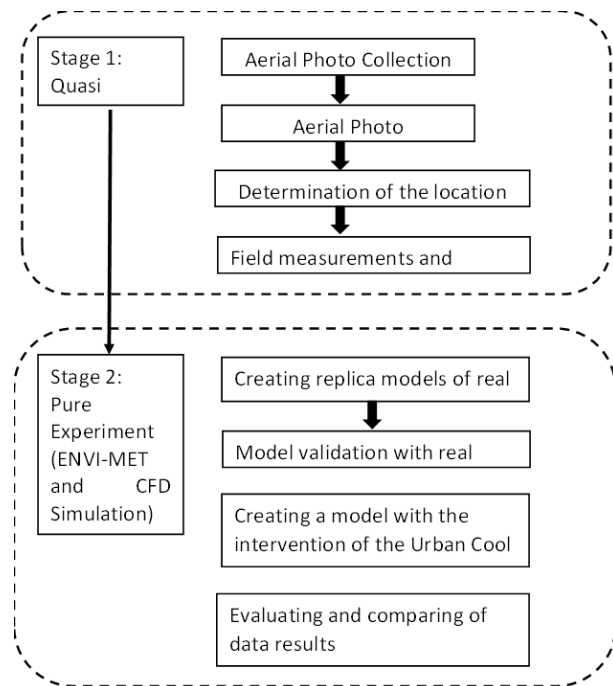 Stage 1:
Quasi
Aerial Photo Collection
Aerial Photo
Determination of the location
Field measurements and
Stage 2:
Pure
Experiment
(ENVI-MET
and CFD
Simulation)
Creating replica models of real
Model validation with real
Creating a model with the
intervention of the Urban Cool
Evaluating and comparing of
data results